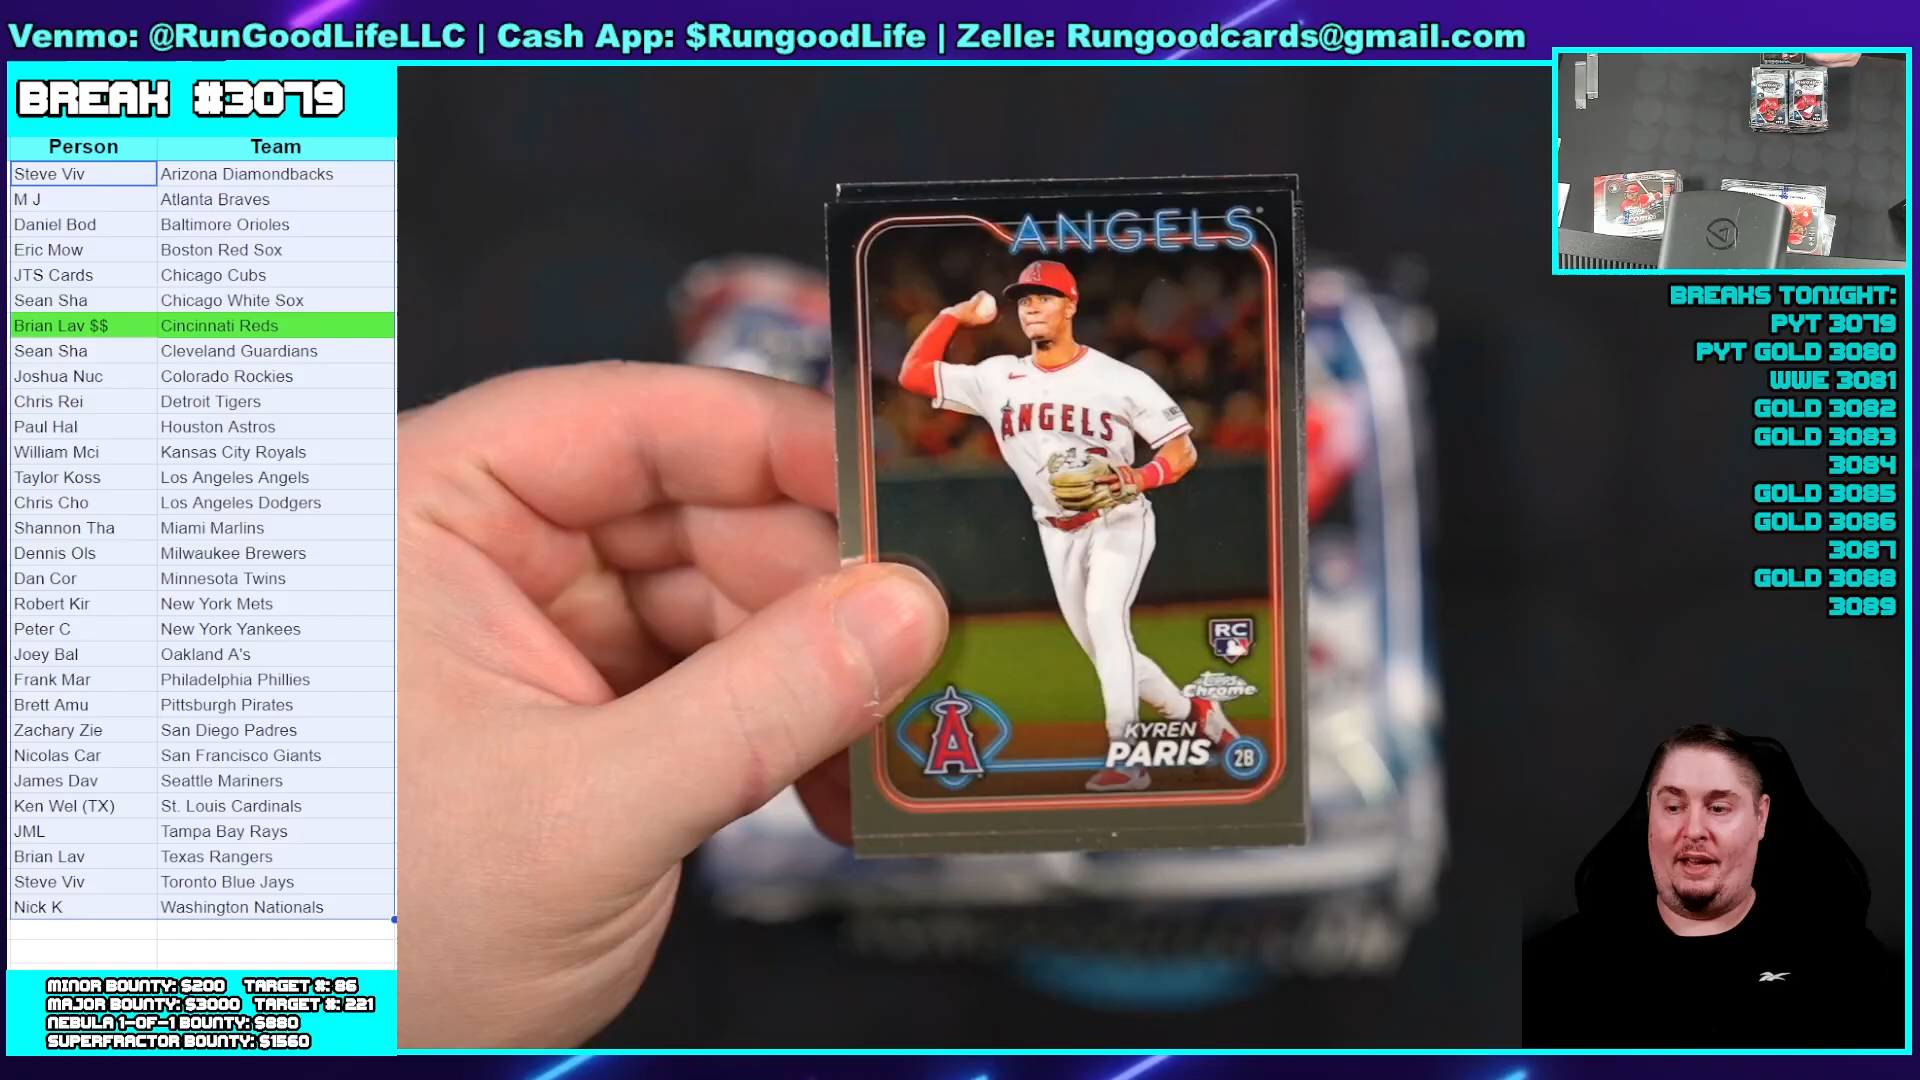 Venmo: @RunGoodLifeLLC | Cash App: $RungoodLife | Zelle: Rungoodcards@gmail.com
BREAK #3079
Person Team
Steve Viv Arizona Diamondbacks
M J Atlanta Braves
Daniel Bod Baltimore Orioles
Eric Mow Boston Red Sox
JTS Cards Chicago Cubs
Sean Sha Chicago White Sox
Brian Lav $$ Cincinnati Reds
Sean Sha Cleveland Guardians
Joshua Nuc Colorado Rockies
Chris Rei Detroit Tigers
Paul Hal Houston Astros
William Mci Kansas City Royals
Taylor Koss Los Angeles Angels
Chris Cho Los Angeles Dodgers
Shannon Tha Miami Marlins
Dennis Ols Milwaukee Brewers
Dan Cor Minnesota Twins
Robert Kir New York Mets
Peter C New York Yankees
Joey Bal Oakland A's
Frank Mar Philadelphia Phillies
Brett Amu Pittsburgh Pirates
Zachary Zie San Diego Padres
Nicolas Car San Francisco Giants
James Dav Seattle Mariners
Ken Wel (TX) St. Louis Cardinals
JML Tampa Bay Rays
Brian Lav Texas Rangers
Steve Viv Toronto Blue Jays
Nick K Washington Nationals
MINOR BOUNTY: $200 TARGET #: 86
MAJOR BOUNTY: $3000 TARGET #: 221
NEBULA 1-OF-1 BOUNTY: $880
SUPERFRACTOR BOUNTY: $1560
ANGELS
ANGELS
RC
Topps
Chrome
KYREN
PARIS
2B
A
BREAKS TONIGHT:
PYT 3079
PYT GOLD 3080
WWE 3081
GOLD 3082
GOLD 3083
3084
GOLD 3085
GOLD 3086
3087
GOLD 3088
3089